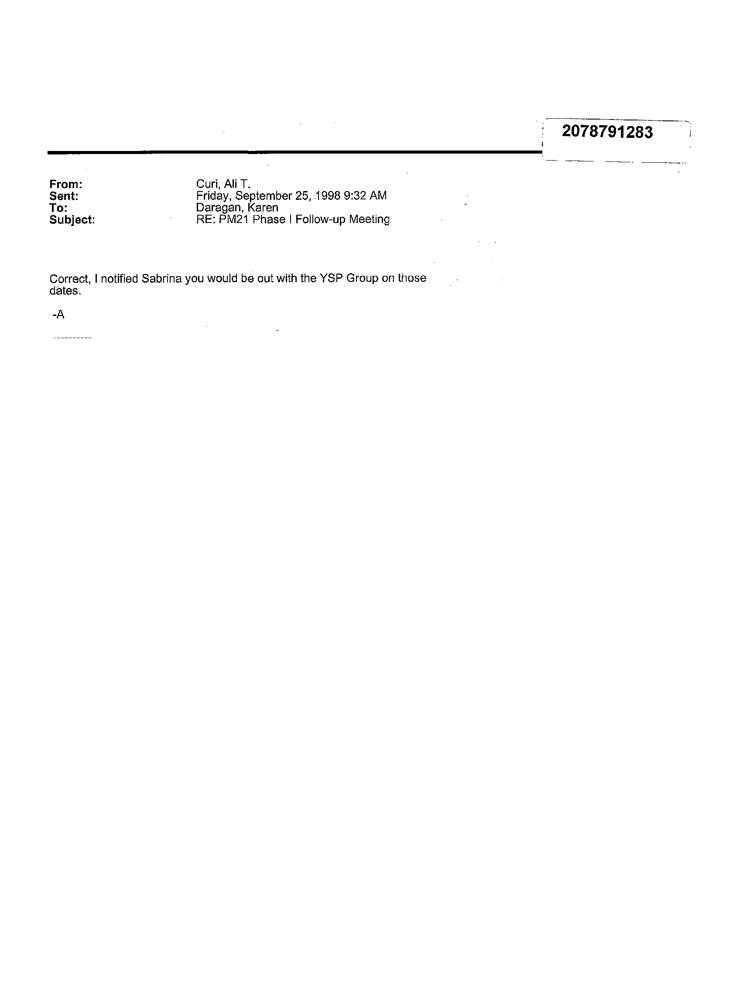 2078791283
From: Curi, Ali T.
Sent: Friday, September 25, 1998 9:32 AM
To: Daragan, Karen
Subject: RE: PM21 Phase I Follow-up Meeting
Correct, I notified Sabrina you would be out with the YSP Group on those
dates.
-A
----------